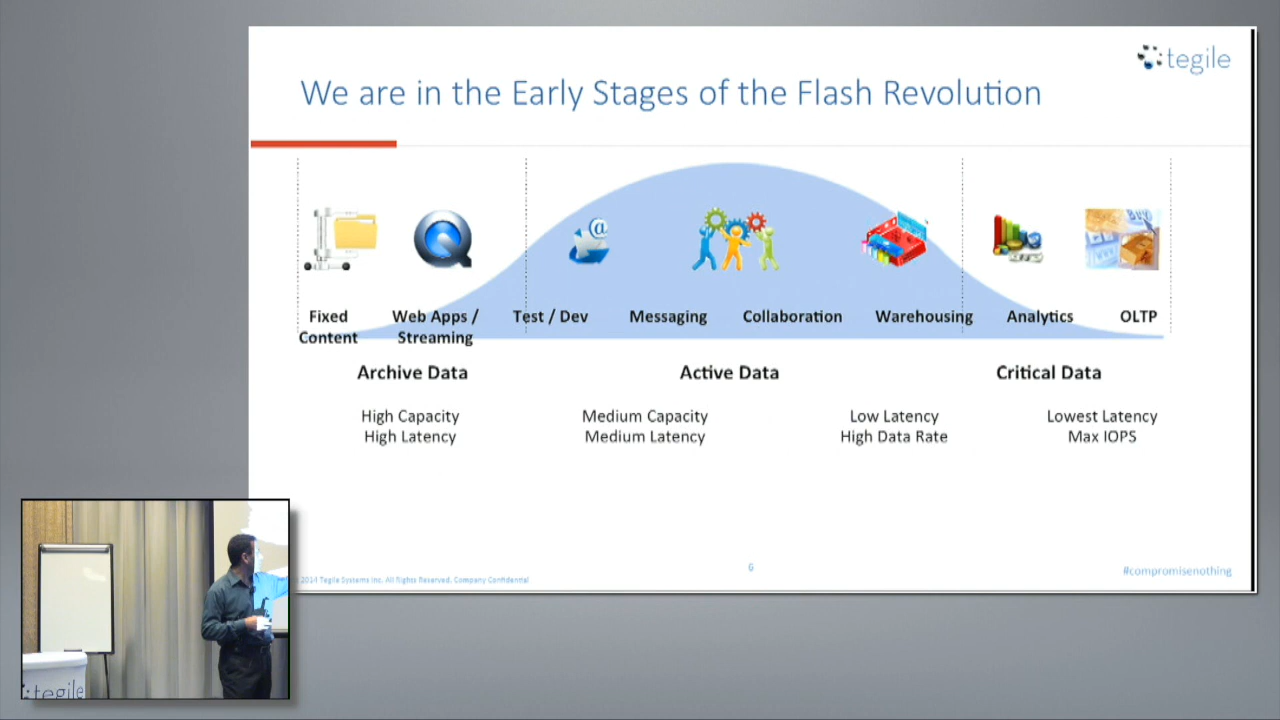 tegile
We are in the Early Stages of the Flash Revolution
Fixed Content
Web Apps / Streaming
Test / Dev
Messaging
Collaboration
Warehousing
Analytics
OLTP
Archive Data
Active Data
Critical Data
High Capacity
High Latency
Medium Capacity
Medium Latency
Low Latency
High Data Rate
Lowest Latency
Max IOPS
2014 Tegile Systems Inc. All Rights Reserved. Company Confidential
6
#compromisenothing
tegile